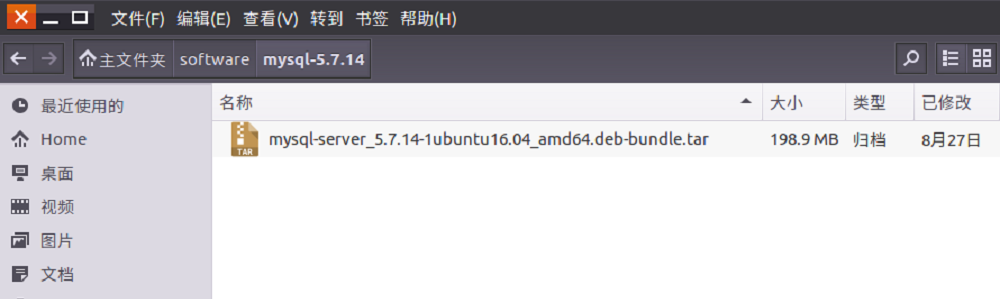 文件(F) 编辑(E) 查看(V) 转到 书签 帮助(H)
主文件夹 software mysql-5.7.14
最近使用的
Home
桌面
视频
图片
文档
名称 大小 类型 已修改
TAR mysql-server_5.7.14-1ubuntu16.04_amd64.deb-bundle.tar 198.9 MB 归档 8月27日